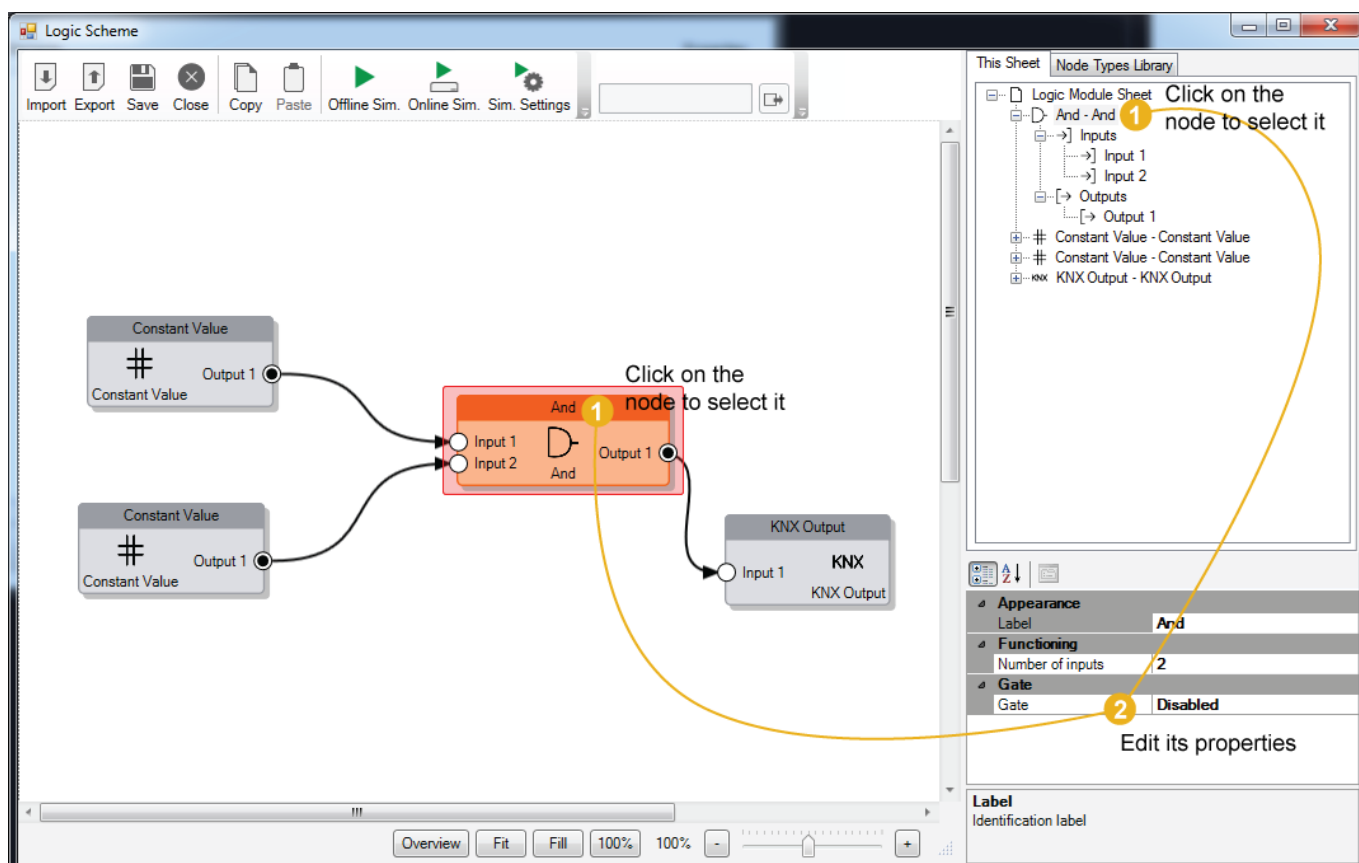 Logic Scheme
Import Export Save Close Copy Paste Offline Sim. Online Sim. Sim. Settings
This Sheet Node Types Library
Logic Module Sheet
And - And
Inputs
Input 1
Input 2
Outputs
Output 1
Constant Value - Constant Value
Constant Value - Constant Value
KNX Output - KNX Output
1
Click on the
node to select it
Constant Value
Output 1
Constant Value
Constant Value
Output 1
Constant Value
And
Input 1
Input 2
Output 1
And
1
Click on the
node to select it
KNX Output
Input 1
KNX
KNX Output
A
Z
Appearance
Label And
Functioning
Number of inputs 2
Gate
Gate Disabled
2
Edit its properties
Label
Identification label
Overview Fit Fill 100% 100% - +